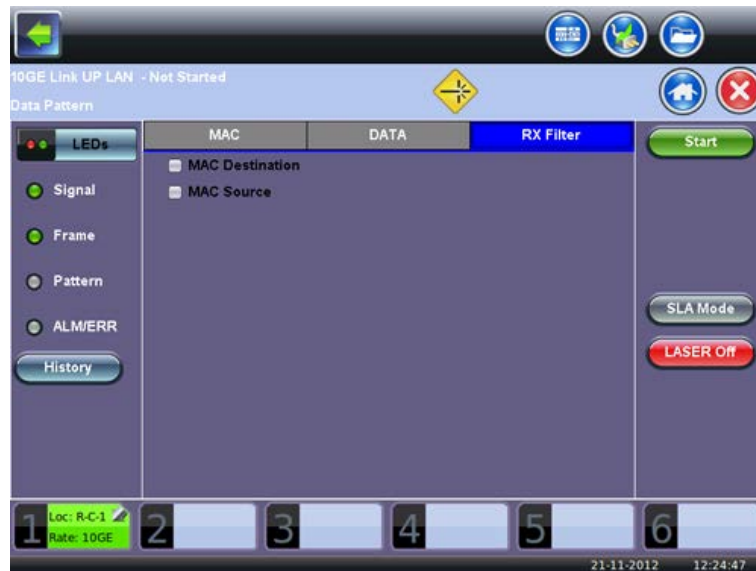 10GE Link UP LAN - Not Started
Data Pattern
LEDs
MAC
DATA
RX Filter
Start
MAC Destination
MAC Source
Signal
Frame
Pattern
ALM/ERR
History
SLA Mode
LASER Off
1
Loc: R-C-1
Rate: 10GE
2
3
4
5
6
21-11-2012 12:24:47